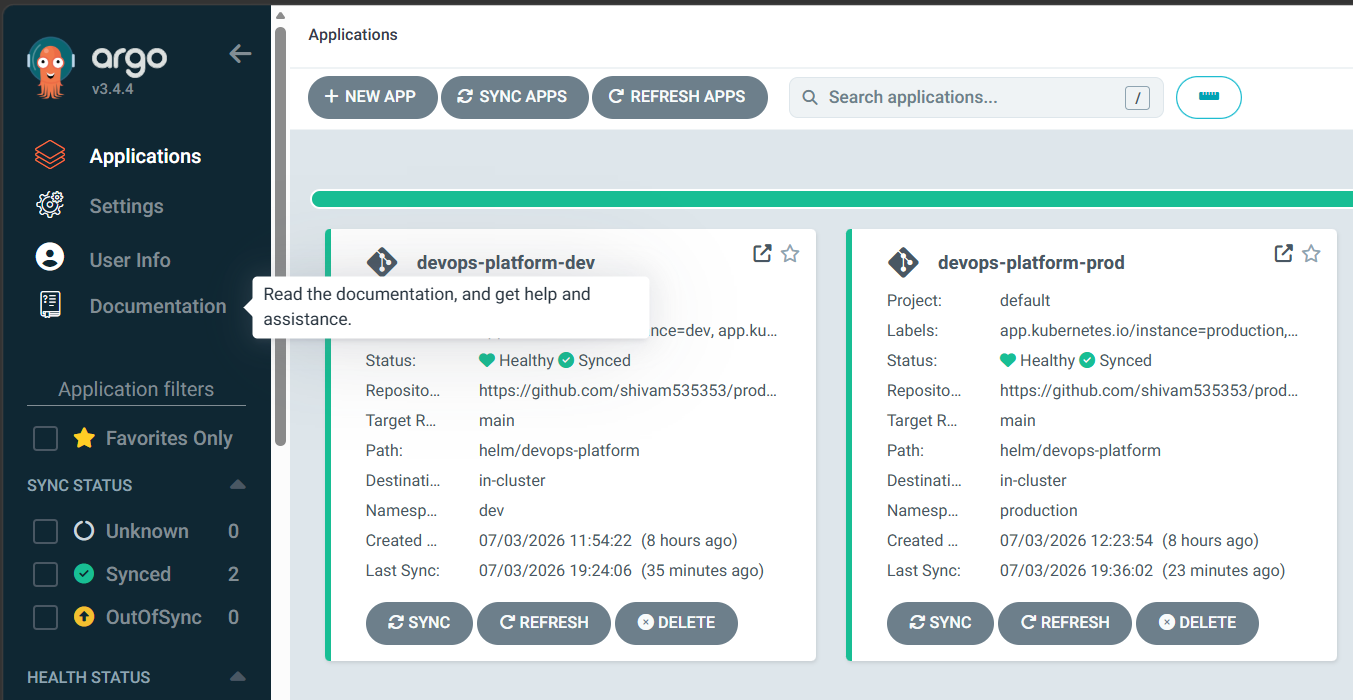 argo
v3.4.4
Applications
Settings
User Info
Documentation
Application filters
Favorites Only
SYNC STATUS
Unknown 0
Synced 2
OutOfSync 0
HEALTH STATUS
Applications
NEW APP SYNC APPS REFRESH APPS Search applications... /
devops-platform-dev
Read the documentation, and get help and
assistance.
nce=dev, app.ku...
Status: Healthy Synced
Reposito... https://github.com/shivam535353/prod...
Target R... main
Path: helm/devops-platform
Destinati... in-cluster
Namesp... dev
Created ... 07/03/2026 11:54:22 (8 hours ago)
Last Sync: 07/03/2026 19:24:06 (35 minutes ago)
SYNC REFRESH DELETE
devops-platform-prod
Project: default
Labels: app.kubernetes.io/instance=production,...
Status: Healthy Synced
Reposito... https://github.com/shivam535353/prod...
Target R... main
Path: helm/devops-platform
Destinati... in-cluster
Namesp... production
Created ... 07/03/2026 12:23:54 (8 hours ago)
Last Sync: 07/03/2026 19:36:02 (23 minutes ago)
SYNC REFRESH DELETE